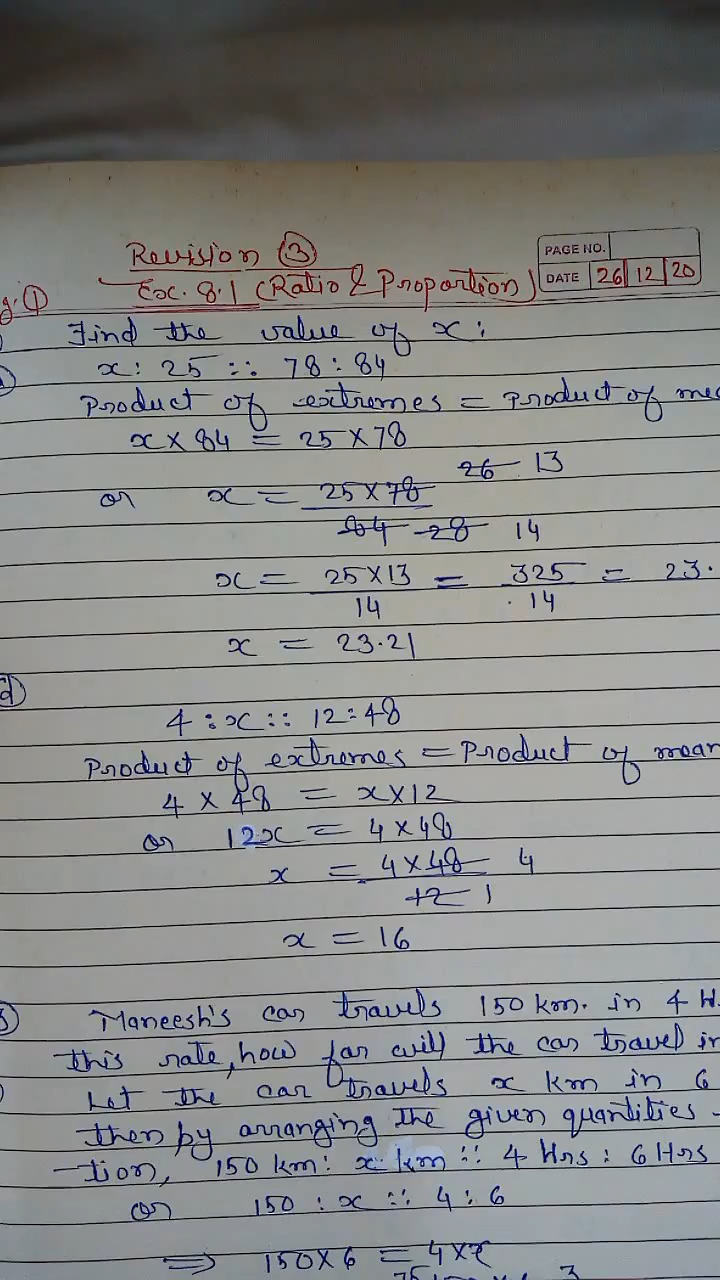 Revision ③
PAGE NO.
Ex. 8.1 (Ratio & Proportion)
DATE 26 12 20
Find the value of x:
x : 25 :: 78 : 84
Product of extremes = Product of
x × 84 = 25 × 78
26 13
or x = 25 × 78
84 28 14
x = 25 × 13 = 325 = 23.
14 14
x = 23.21
d
4 : x :: 12 : 48
Product of extremes = Product of mean
4 × 48 = x × 12
or 12x = 4 × 48
x = 4 × 48 4
12 1
x = 16
Maneesh's car travels 150 km. in 4 H
this rate, how far will the car travel in
Let the car travels x km in 6
then by arranging the given quantities
-tion, 150 km : x km :: 4 Hrs : 6 Hrs
or 150 : x :: 4 : 6
⇒ 150 × 6 = 4 × x